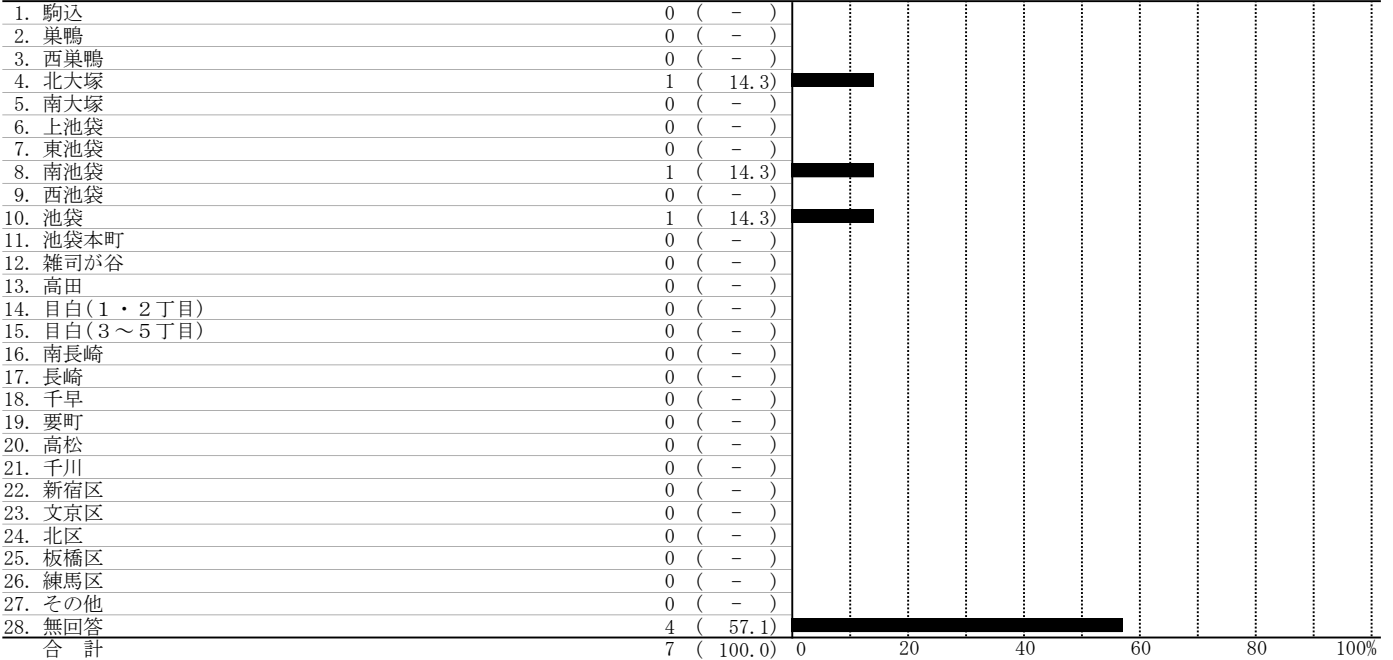 1. 駒込 0 ( - )
2. 巣鴨 0 ( - )
3. 西巣鴨 0 ( - )
4. 北大塚 1 ( 14.3)
5. 南大塚 0 ( - )
6. 上池袋 0 ( - )
7. 東池袋 0 ( - )
8. 南池袋 1 ( 14.3)
9. 西池袋 0 ( - )
10. 池袋 1 ( 14.3)
11. 池袋本町 0 ( - )
12. 雑司が谷 0 ( - )
13. 高田 0 ( - )
14. 目白(1・2丁目) 0 ( - )
15. 目白(3～5丁目) 0 ( - )
16. 南長崎 0 ( - )
17. 長崎 0 ( - )
18. 千早 0 ( - )
19. 要町 0 ( - )
20. 高松 0 ( - )
21. 千川 0 ( - )
22. 新宿区 0 ( - )
23. 文京区 0 ( - )
24. 北区 0 ( - )
25. 板橋区 0 ( - )
26. 練馬区 0 ( - )
27. その他 0 ( - )
28. 無回答 4 ( 57.1)
合 計 7 ( 100.0) 0 20 40 60 80 100%